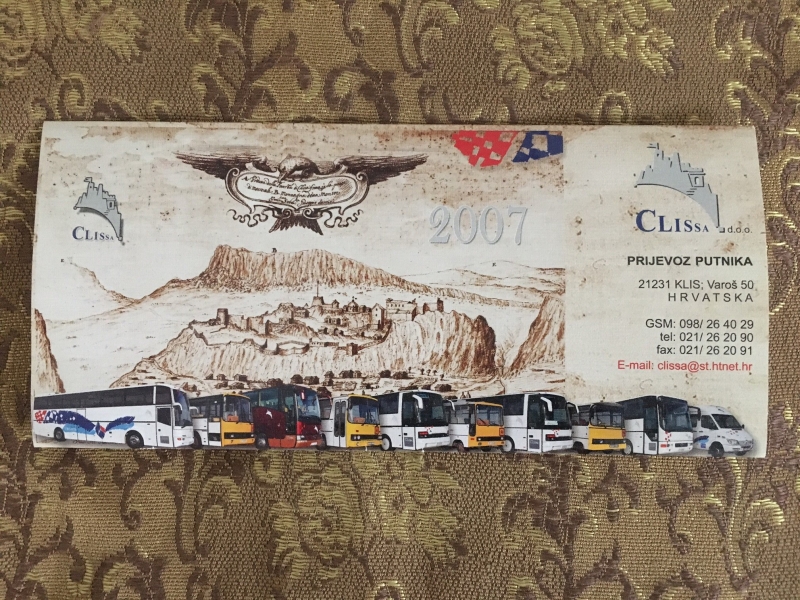 CLISSA
2007
CLISSA d.o.o.
PRIJEVOZ PUTNIKA
21231 KLIS; Varoš 50
HRVATSKA
GSM: 098/ 26 40 29
tel: 021/ 26 20 90
fax: 021/ 26 20 91
E-mail: clissa@st.htnet.hr